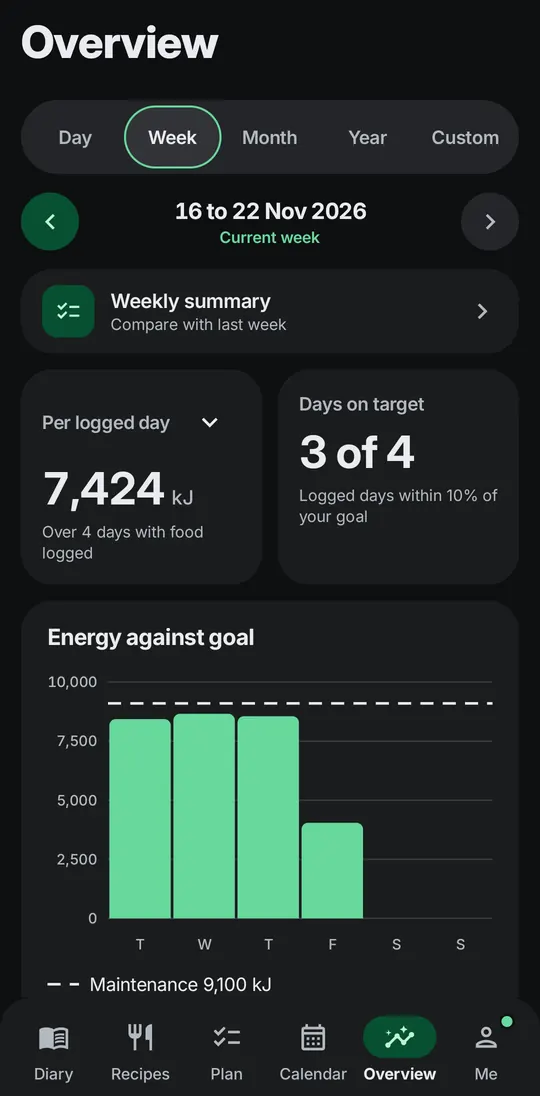 Overview
Day
Week
Month
Year
Custom
16 to 22 Nov 2026
Current week
Weekly summary
Compare with last week
Per logged day
7,424 kJ
Over 4 days with food
logged
Days on target
3 of 4
Logged days within 10% of
your goal
Energy against goal
10,000
7,500
5,000
2,500
0
T
W
T
F
S
S
Maintenance 9,100 kJ
Diary
Recipes
Plan
Calendar
Overview
Me